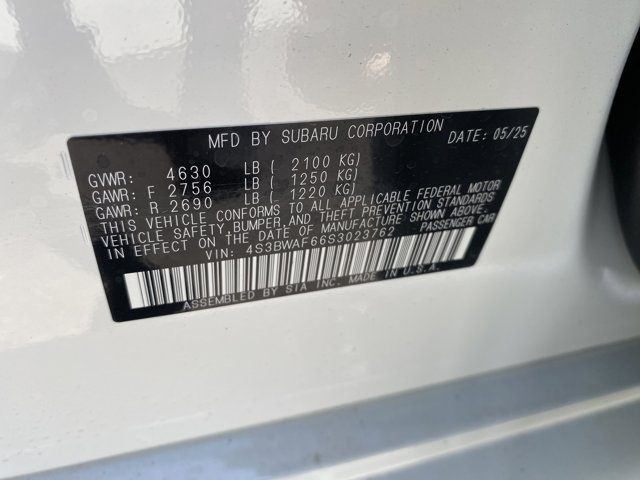 MFD BY SUBARU CORPORATION DATE: 05/25
GVWR: 4630 LB ( 2100 KG)
GAWR: F 2756 LB ( 1250 KG)
GAWR: R 2690 LB ( 1220 KG)
THIS VEHICLE CONFORMS TO ALL APPLICABLE FEDERAL MOTOR
VEHICLE SAFETY, BUMPER, AND THEFT PREVENTION STANDARDS
IN EFFECT ON THE DATE OF MANUFACTURE SHOWN ABOVE.
VIN: 4S3BWAF66S3023762 PASSENGER CAR
ASSEMBLED BY SIA INC. MADE IN U.S.A.